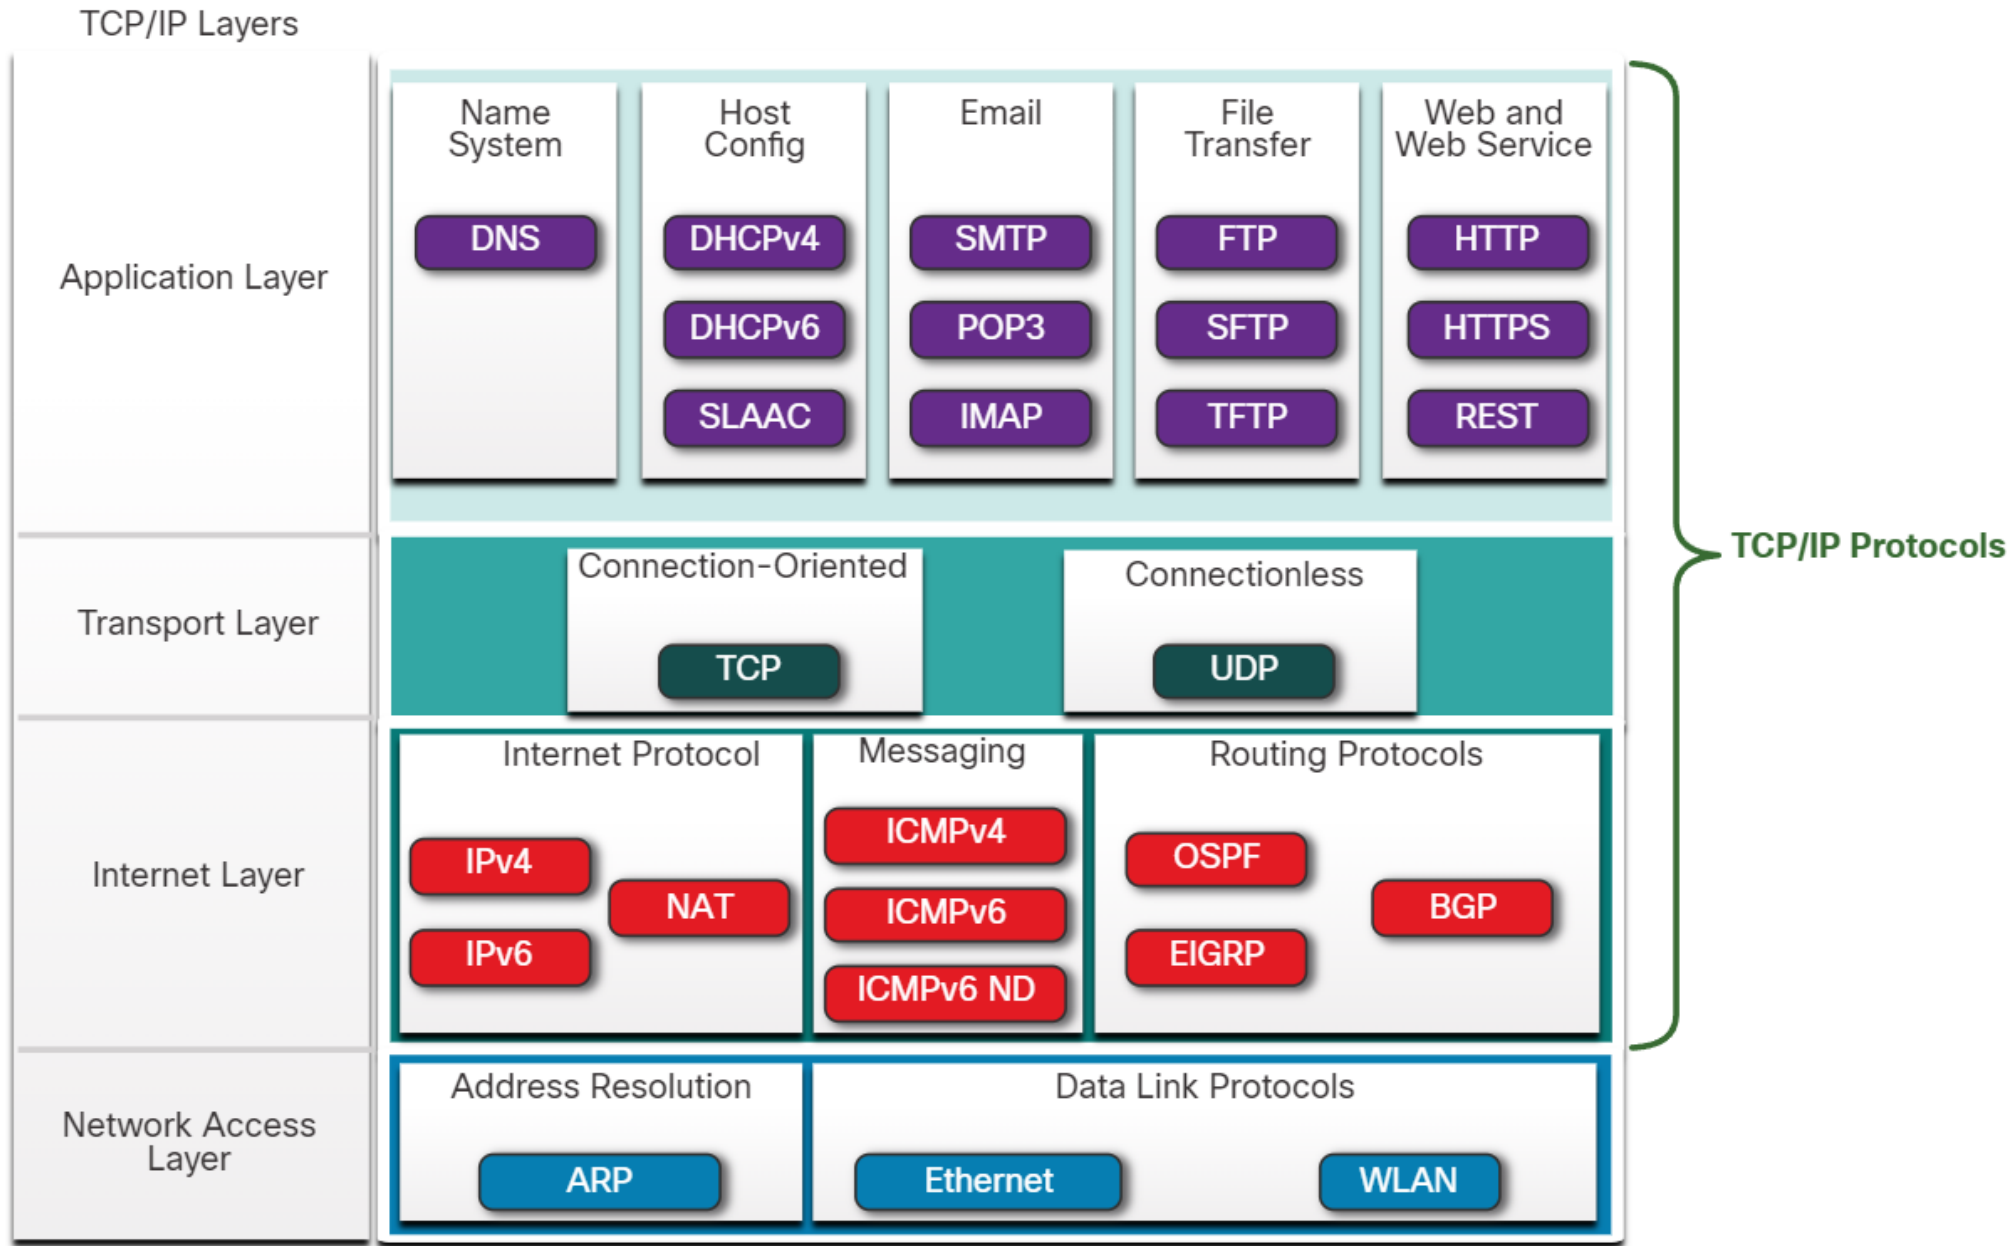 TCP/IP Layers
Application Layer
Name
System
DNS
Host
Config
DHCPv4
DHCPv6
SLAAC
Email
SMTP
POP3
IMAP
File
Transfer
FTP
SFTP
TFTP
Web and
Web Service
HTTP
HTTPS
REST
TCP/IP Protocols
Transport Layer
Connection-Oriented
TCP
Connectionless
UDP
Internet Layer
Internet Protocol
IPv4
NAT
IPv6
Messaging
ICMPv4
ICMPv6
ICMPv6 ND
Routing Protocols
OSPF
BGP
EIGRP
Network Access
Layer
Address Resolution
ARP
Data Link Protocols
Ethernet
WLAN